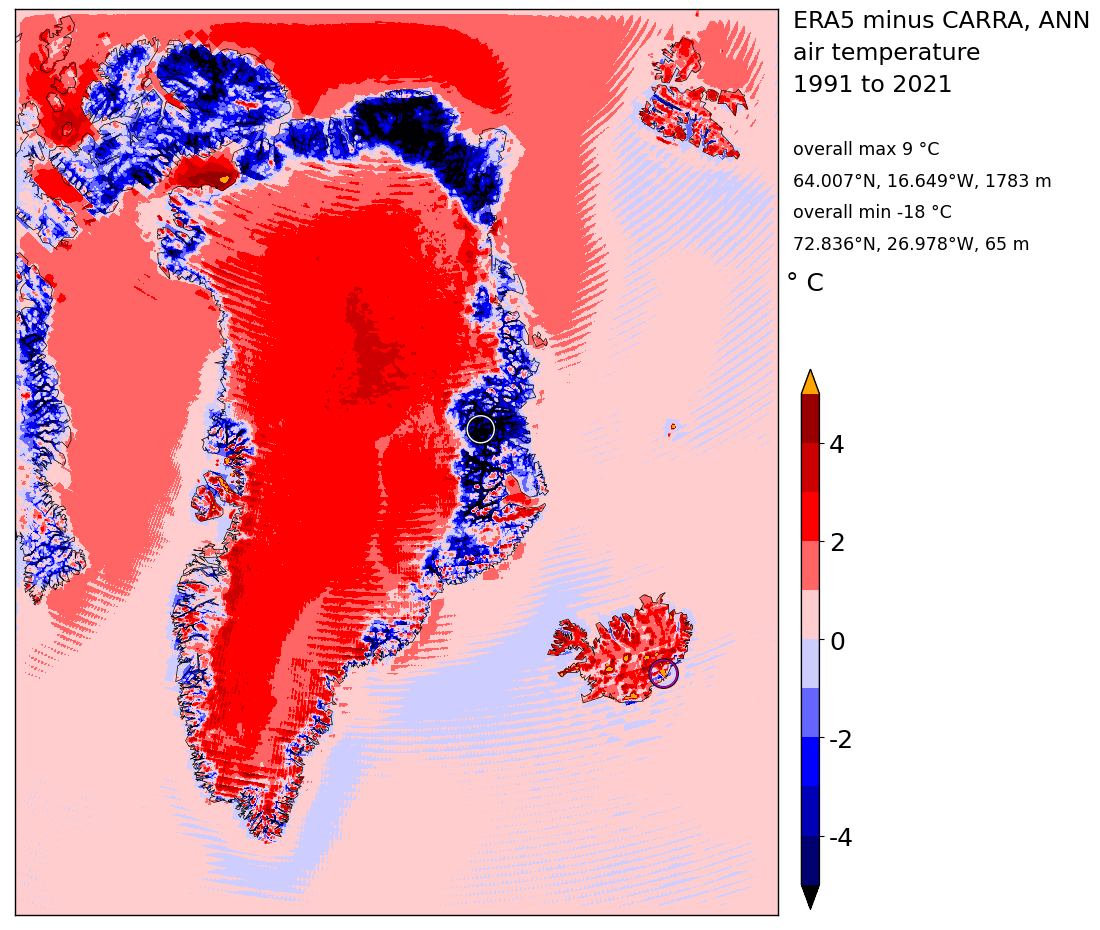 ERA5 minus CARRA, ANN
air temperature
1991 to 2021
overall max 9 °C
64.007°N, 16.649°W, 1783 m
overall min -18 °C
72.836°N, 26.978°W, 65 m
° C
4
2
0
-2
-4